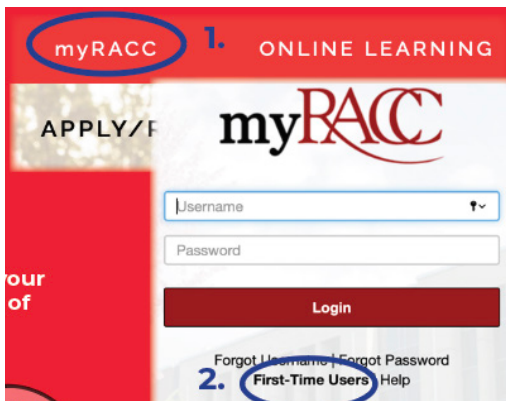 myRACC 1. ONLINE LEARNING
APPLY/
myRACC
Username
Password
your
of
Login
Forgot Username | Forgot Password
2. First-Time Users Help